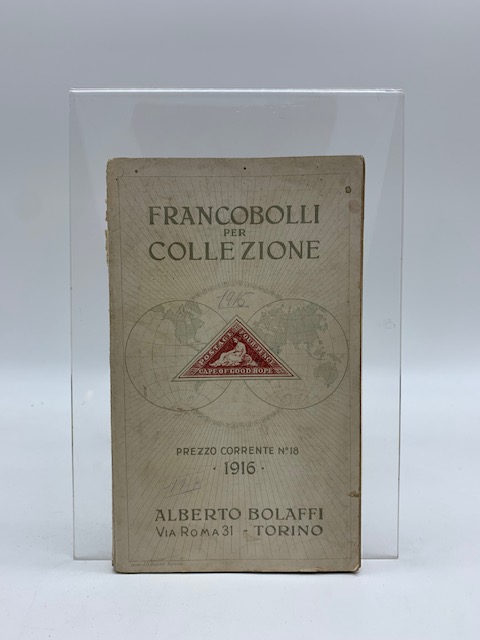 FRANCOBOLLI
PER
COLLEZIONE
1915
POSTAGE FOUR PENCE
CAPE OF GOOD HOPE
PREZZO CORRENTE N° 18
· 1916 ·
ALBERTO BOLAFFI
VIA ROMA 31 - TORINO